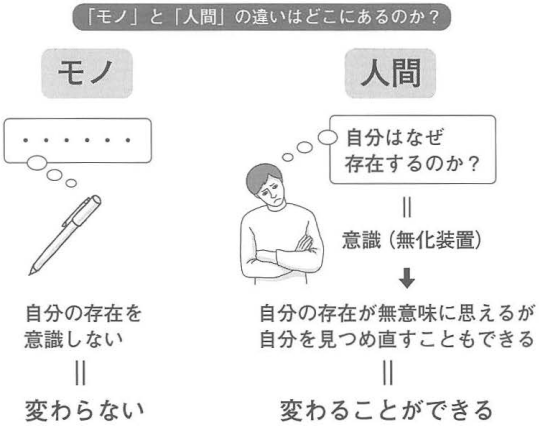 「モノ」と「人間」の違いはどこにあるのか？
モノ
・・・・・・
自分の存在を
意識しない
||
変わらない
人間
自分はなぜ
存在するのか？
||
意識（無化装置）
自分の存在が無意味に思えるが
自分を見つめ直すこともできる
||
変わることができる